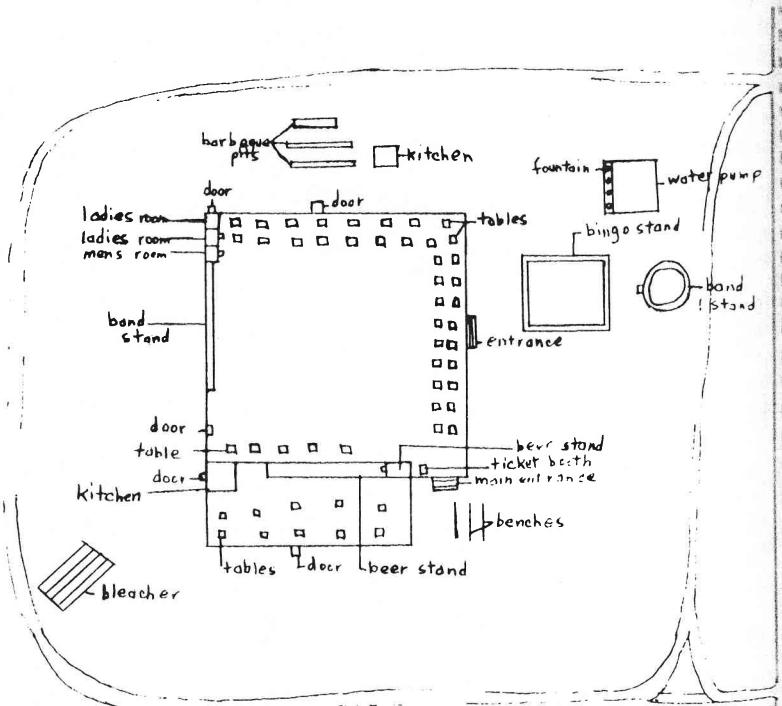 barbaque
pits
kitchen
fountain
water pump
door
door
ladies room
tables
ladies room
bingo stand
mens room
band
stand
band
stand
entrance
door
table
beer stand
door
ticket booth
kitchen
main entrance
benches
tables
door
beer stand
bleacher